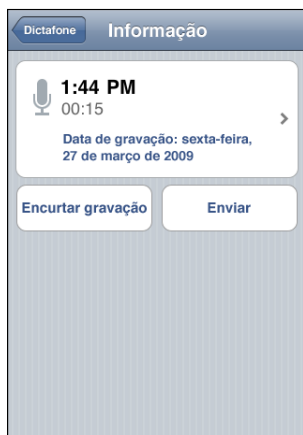 Dictafone
Informação
1:44 PM
00:15
Data de gravação: sexta-feira,
27 de março de 2009
Encurtar gravação
Enviar